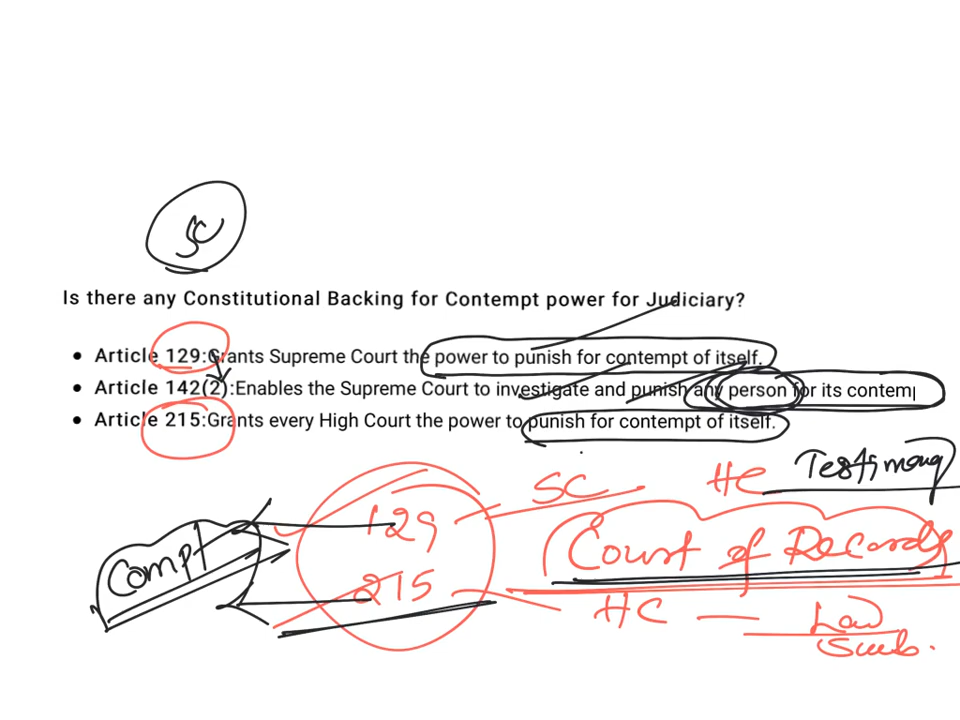 SC
Is there any Constitutional Backing for Contempt power for Judiciary?
• Article 129:Grants Supreme Court the power to punish for contempt of itself.
• Article 142(2):Enables the Supreme Court to investigate and punish any person for its contemp
• Article 215:Grants every High Court the power to punish for contempt of itself.
SC HC Testimony
129
Compt Court of Records
215
HC — Law
Sub.